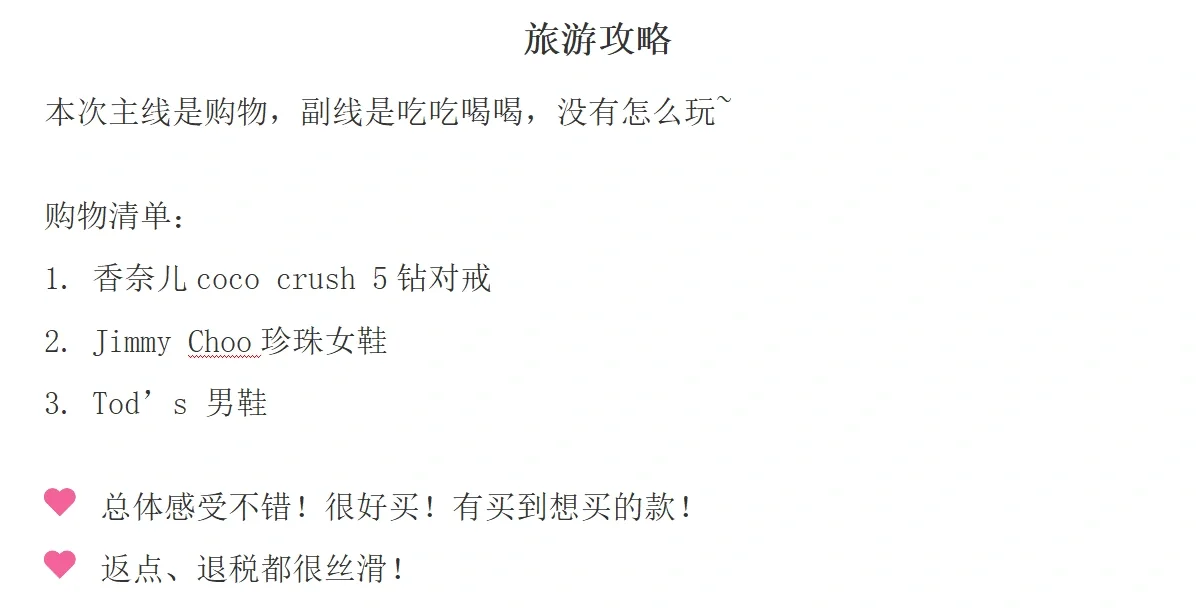 旅游攻略
本次主线是购物，副线是吃吃喝喝，没有怎么玩~
购物清单：
1. 香奈儿 coco crush 5 钻对戒
2. Jimmy Choo 珍珠女鞋
3. Tod’s 男鞋
总体感受不错！很好买！有买到想买的款！
返点、退税都很丝滑！